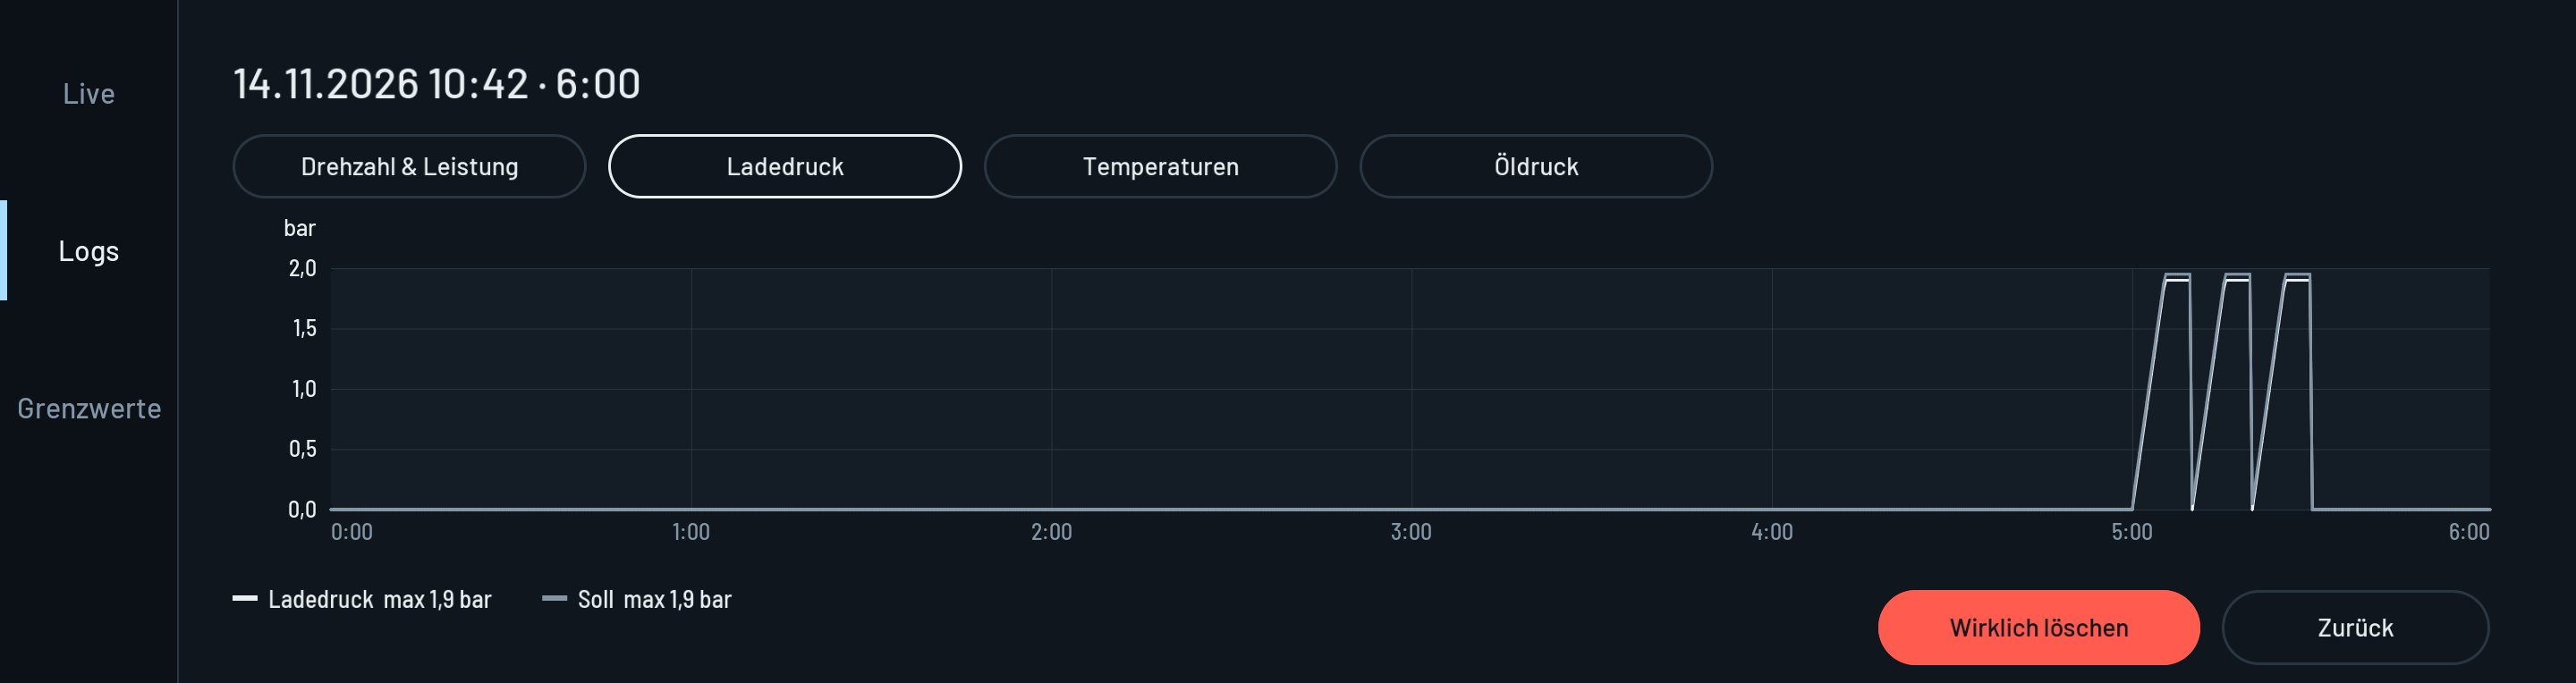 Live
Logs
Grenzwerte
14.11.2026 10:42 · 6:00
Drehzahl & Leistung
Ladedruck
Temperaturen
Öldruck
bar
2,0
1,5
1,0
0,5
0,0
0:00 1:00 2:00 3:00 4:00 5:00 6:00
Ladedruck max 1,9 bar
Soll max 1,9 bar
Wirklich löschen
Zurück